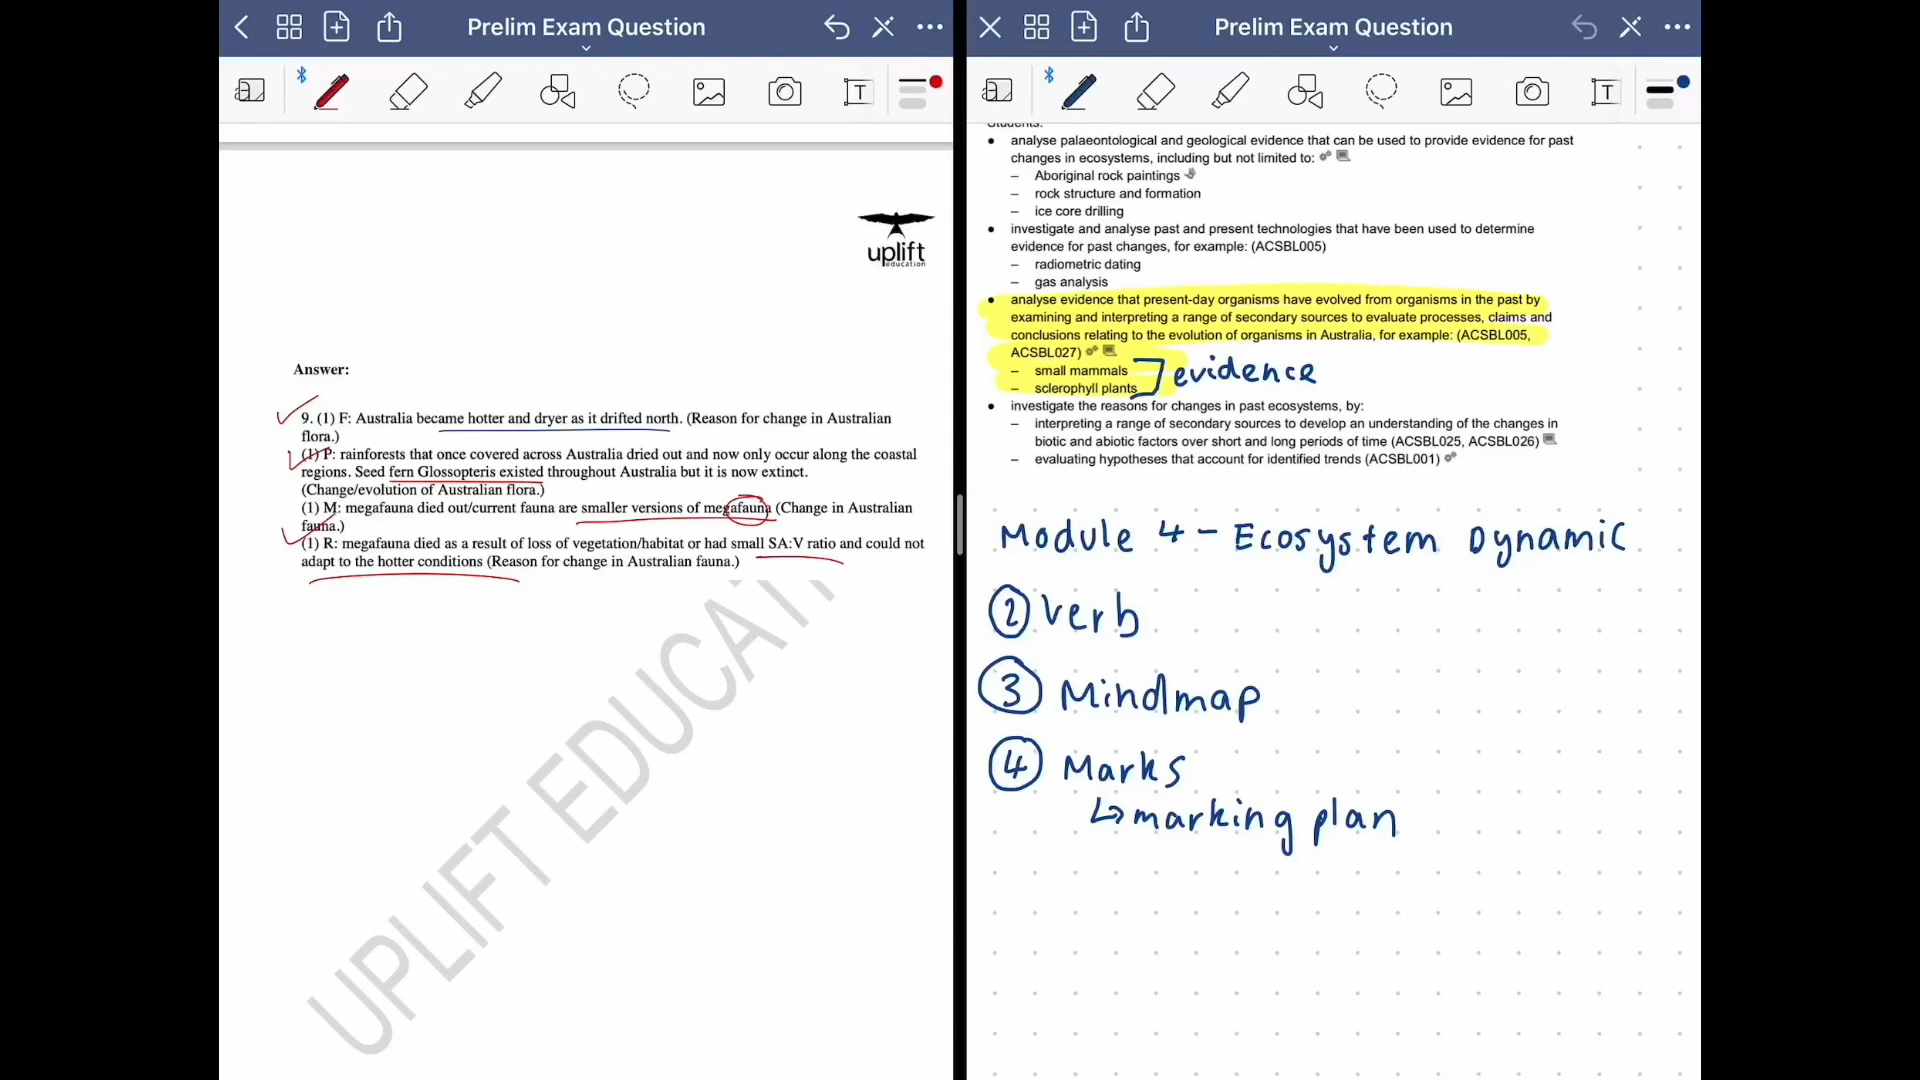 Prelim Exam Question
uplift
education
Answer:
9. (1) F: Australia became hotter and dryer as it drifted north. (Reason for change in Australian
flora.)
(1) P: rainforests that once covered across Australia dried out and now only occur along the coastal
regions. Seed fern Glossopteris existed throughout Australia but it is now extinct.
(Change/evolution of Australian flora.)
(1) M: megafauna died out/current fauna are smaller versions of megafauna (Change in Australian
fauna.)
(1) R: megafauna died as a result of loss of vegetation/habitat or had small SA:V ratio and could not
adapt to the hotter conditions (Reason for change in Australian fauna.)
UPLIFT EDUCAT
Prelim Exam Question
Students:
• analyse palaeontological and geological evidence that can be used to provide evidence for past
changes in ecosystems, including but not limited to:
– Aboriginal rock paintings
– rock structure and formation
– ice core drilling
• investigate and analyse past and present technologies that have been used to determine
evidence for past changes, for example: (ACSBL005)
– radiometric dating
– gas analysis
• analyse evidence that present-day organisms have evolved from organisms in the past by
examining and interpreting a range of secondary sources to evaluate processes, claims and
conclusions relating to the evolution of organisms in Australia, for example: (ACSBL005,
ACSBL027)
– small mammals
– sclerophyll plants
evidence
• investigate the reasons for changes in past ecosystems, by:
– interpreting a range of secondary sources to develop an understanding of the changes in
biotic and abiotic factors over short and long periods of time (ACSBL025, ACSBL026)
– evaluating hypotheses that account for identified trends (ACSBL001)
Module 4 - Ecosystem Dynamic
② Verb
③ Mindmap
④ Marks
↳ marking plan